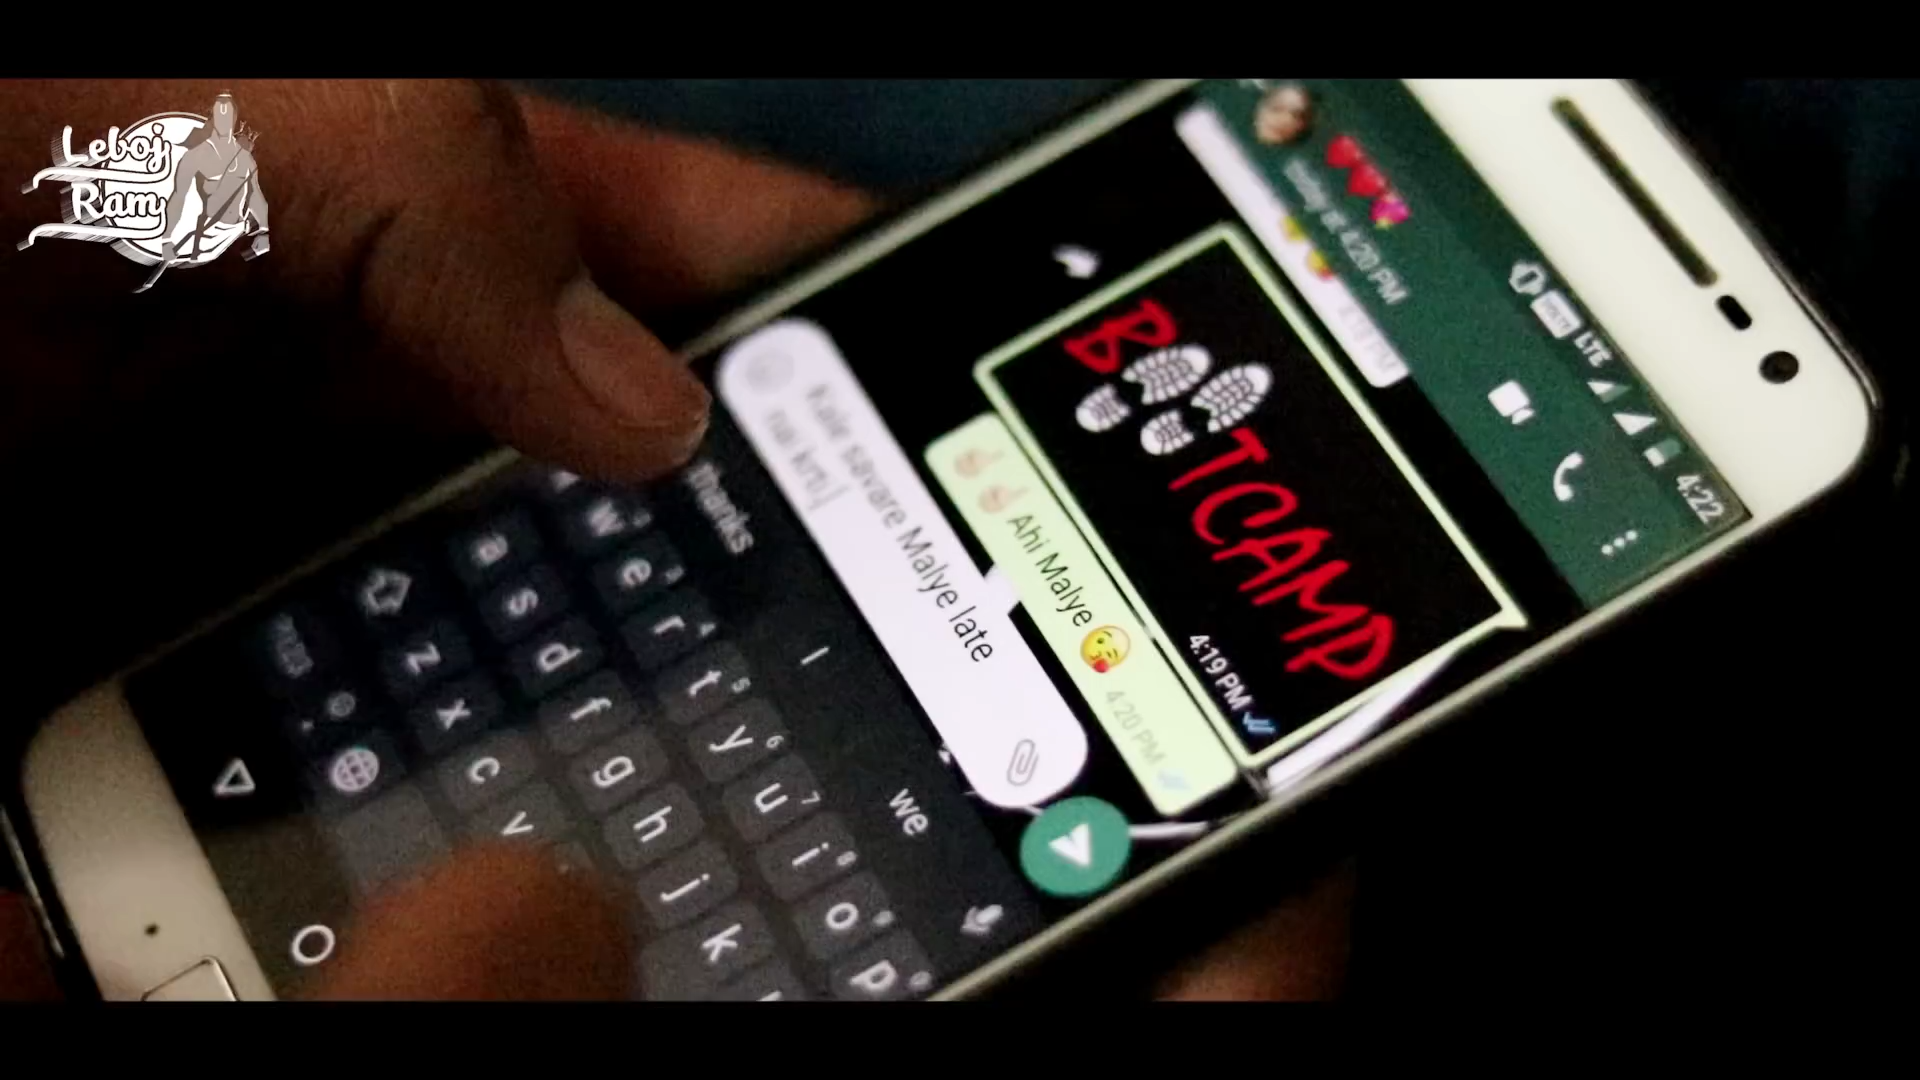 Leboj
Ram
4:22
LTE
today at 4:20 PM
BOOTCAMP
4:19 PM
Ahi Malye
4:20 PM
Kale savare Malye late
nai krti
thanks
I
we
w e r t y u i o p
a s d f g h j k
z x c v